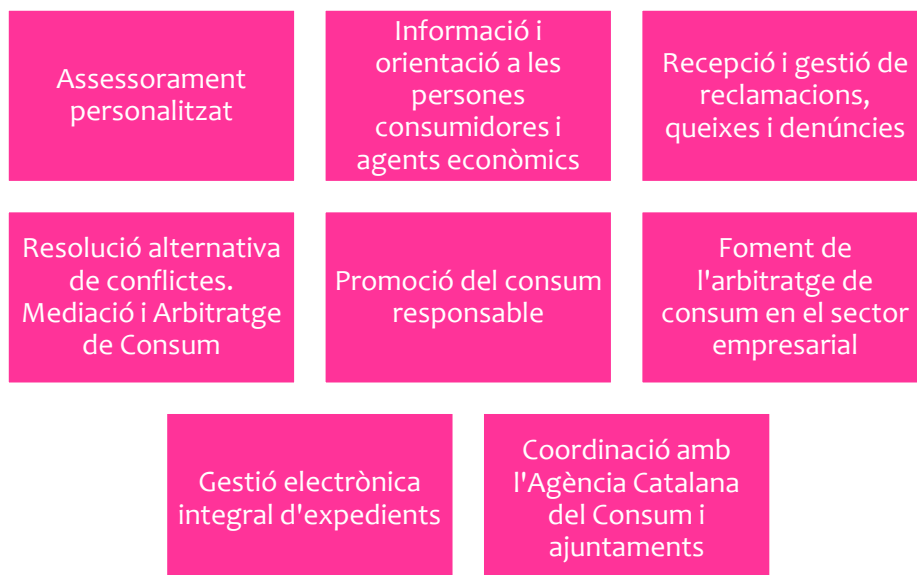 Assessorament
personalitzat
Informació i
orientació a les
persones
consumidores i
agents econòmics
Recepció i gestió de
reclamacions,
queixes i denúncies
Resolució alternativa
de conflictes.
Mediació i Arbitratge
de Consum
Promoció del consum
responsable
Foment de
l'arbitratge de
consum en el sector
empresarial
Gestió electrònica
integral d'expedients
Coordinació amb
l'Agència Catalana
del Consum i
ajuntaments